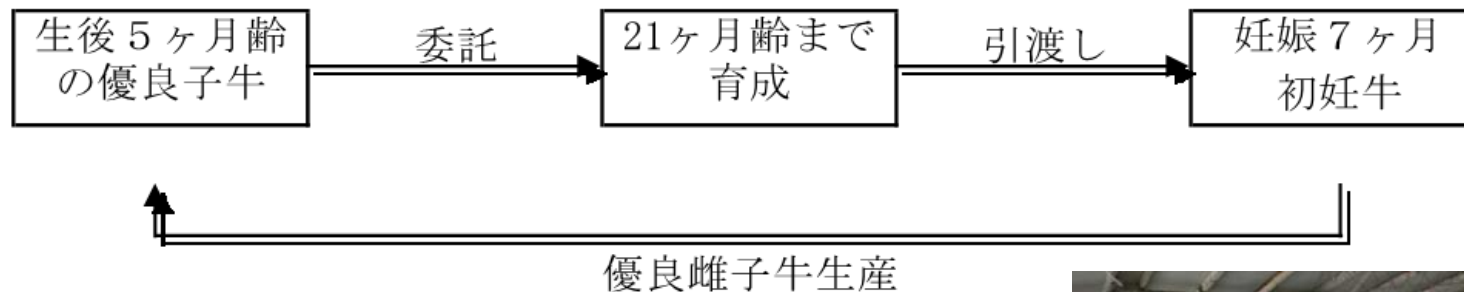 生後５ヶ月齢
の優良子牛
委託
21ヶ月齢まで
育成
引渡し
妊娠７ヶ月
初妊牛
優良雌子牛生産